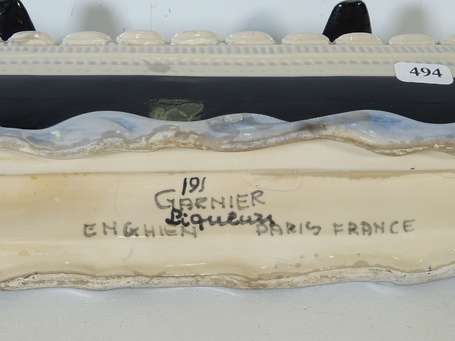 494
191
GARNIER
Liqueurs
ENGHIEN PARIS FRANCE